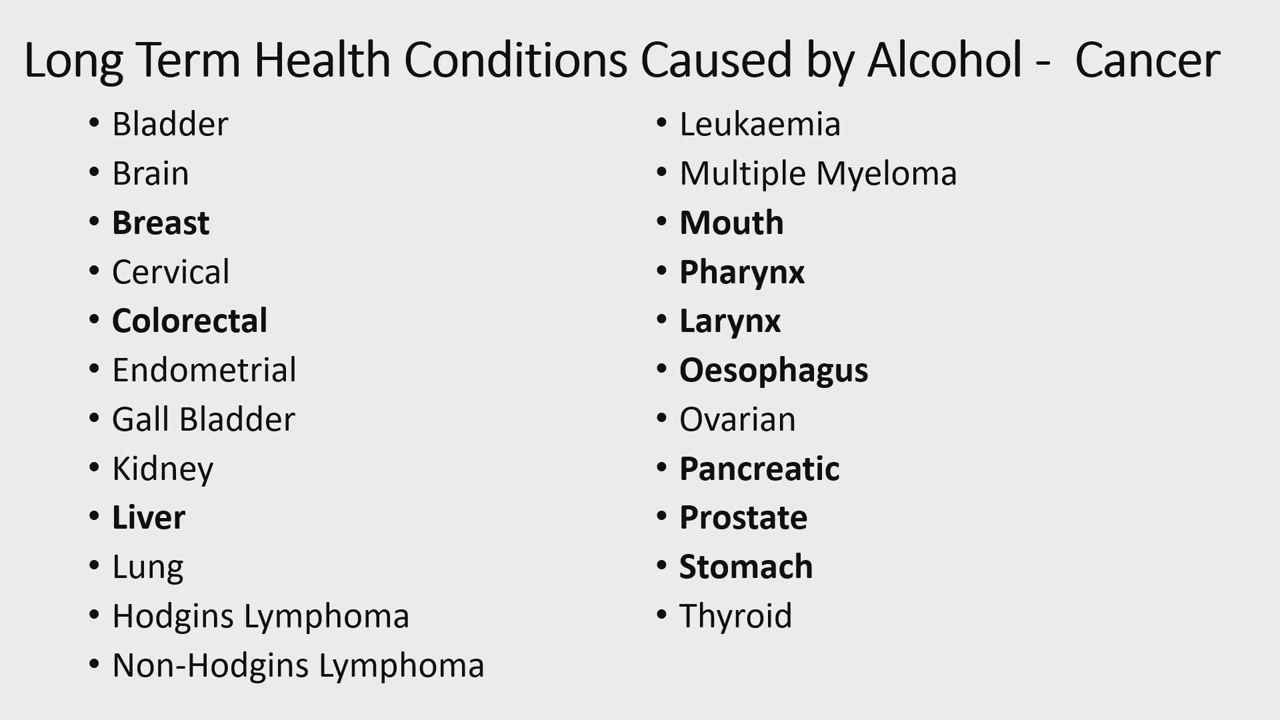 Long Term Health Conditions Caused by Alcohol - Cancer
• Bladder
• Brain
• Breast
• Cervical
• Colorectal
• Endometrial
• Gall Bladder
• Kidney
• Liver
• Lung
• Hodgins Lymphoma
• Non-Hodgins Lymphoma
• Leukaemia
• Multiple Myeloma
• Mouth
• Pharynx
• Larynx
• Oesophagus
• Ovarian
• Pancreatic
• Prostate
• Stomach
• Thyroid